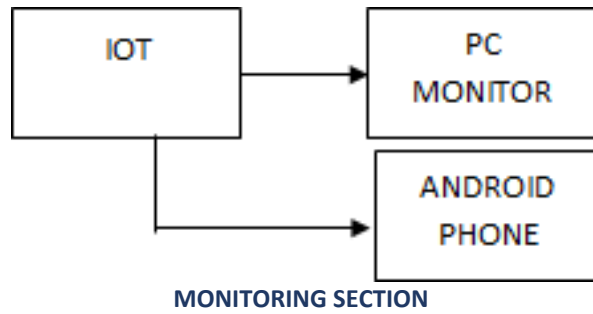 IOT
PC
MONITOR
ANDROID
PHONE
MONITORING SECTION